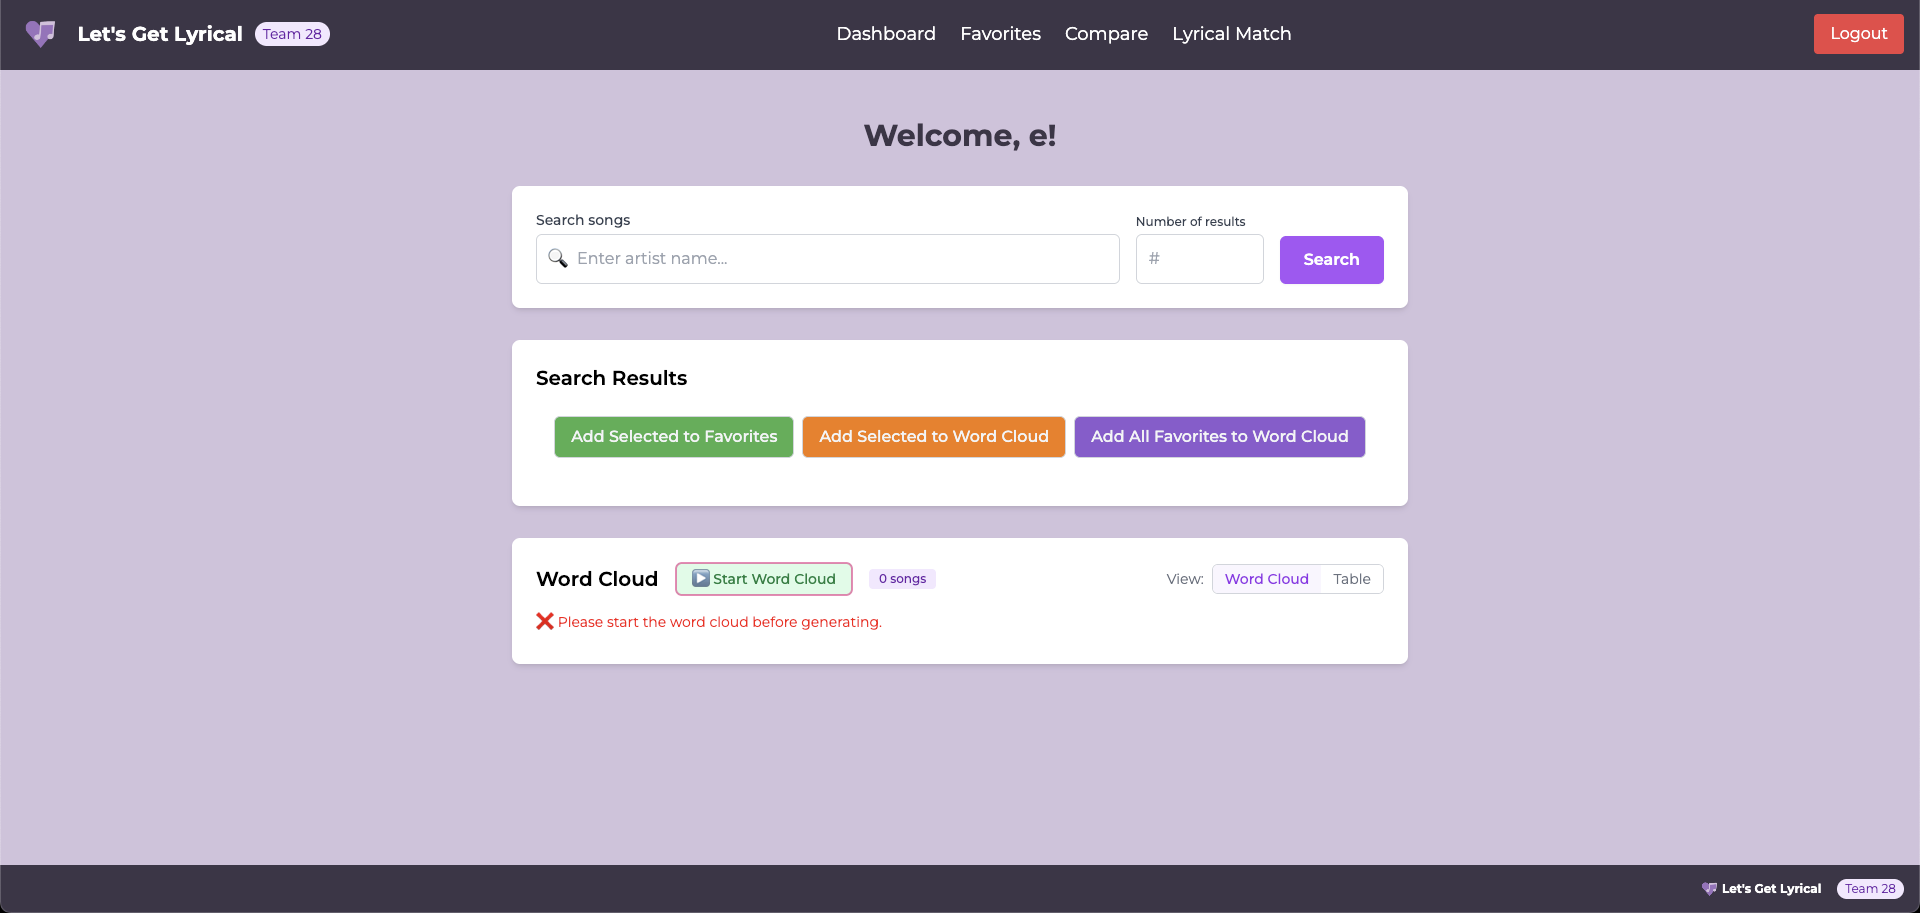 Let's Get Lyrical Team 28 Dashboard Favorites Compare Lyrical Match Logout
Welcome, e!
Search songs Number of results
Enter artist name... # Search
Search Results
Add Selected to Favorites Add Selected to Word Cloud Add All Favorites to Word Cloud
Word Cloud Start Word Cloud 0 songs View: Word Cloud Table
Please start the word cloud before generating.
Let's Get Lyrical Team 28